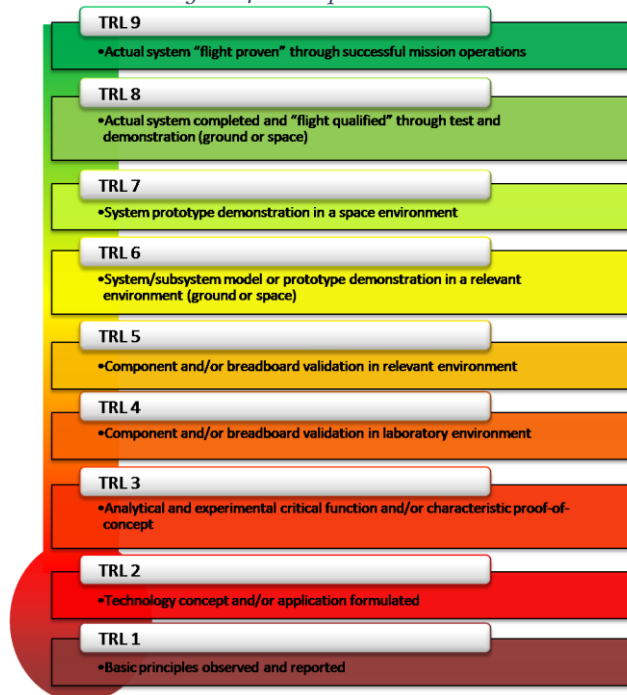 TRL 9
•Actual system “flight proven” through successful mission operations
TRL 8
•Actual system completed and “flight qualified” through test and
demonstration (ground or space)
TRL 7
•System prototype demonstration in a space environment
TRL 6
•System/subsystem model or prototype demonstration in a relevant
environment (ground or space)
TRL 5
•Component and/or breadboard validation in relevant environment
TRL 4
•Component and/or breadboard validation in laboratory environment
TRL 3
•Analytical and experimental critical function and/or characteristic proof-of-
concept
TRL 2
•Technology concept and/or application formulated
TRL 1
•Basic principles observed and reported